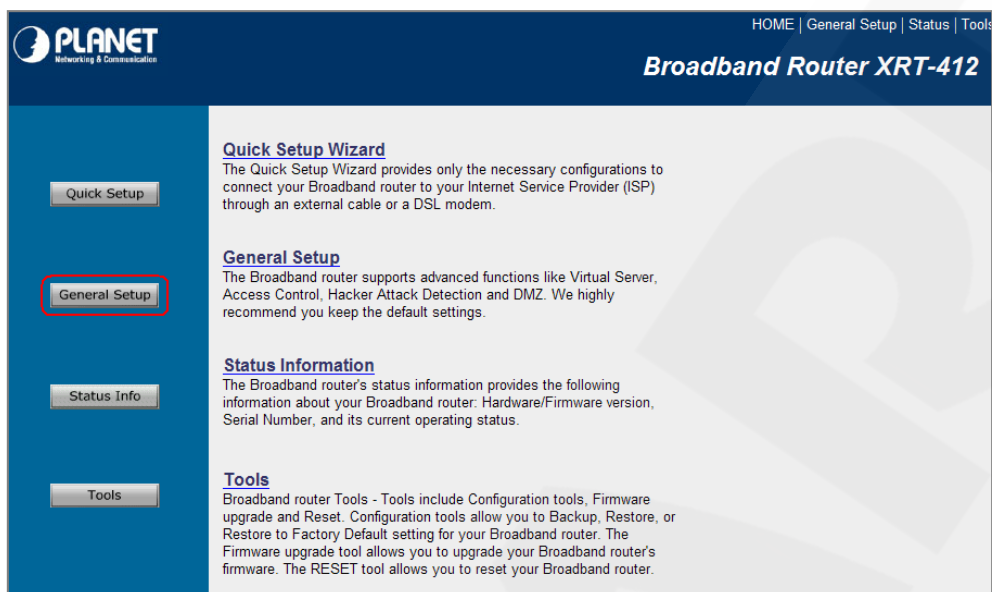 PLANET
Networking & Communication
HOME | General Setup | Status | Tools
Broadband Router XRT-412
Quick Setup
Quick Setup Wizard
The Quick Setup Wizard provides only the necessary configurations to
connect your Broadband router to your Internet Service Provider (ISP)
through an external cable or a DSL modem.
General Setup
General Setup
The Broadband router supports advanced functions like Virtual Server,
Access Control, Hacker Attack Detection and DMZ. We highly
recommend you keep the default settings.
Status Info
Status Information
The Broadband router's status information provides the following
information about your Broadband router: Hardware/Firmware version,
Serial Number, and its current operating status.
Tools
Tools
Broadband router Tools - Tools include Configuration tools, Firmware
upgrade and Reset. Configuration tools allow you to Backup, Restore, or
Restore to Factory Default setting for your Broadband router. The
Firmware upgrade tool allows you to upgrade your Broadband router's
firmware. The RESET tool allows you to reset your Broadband router.